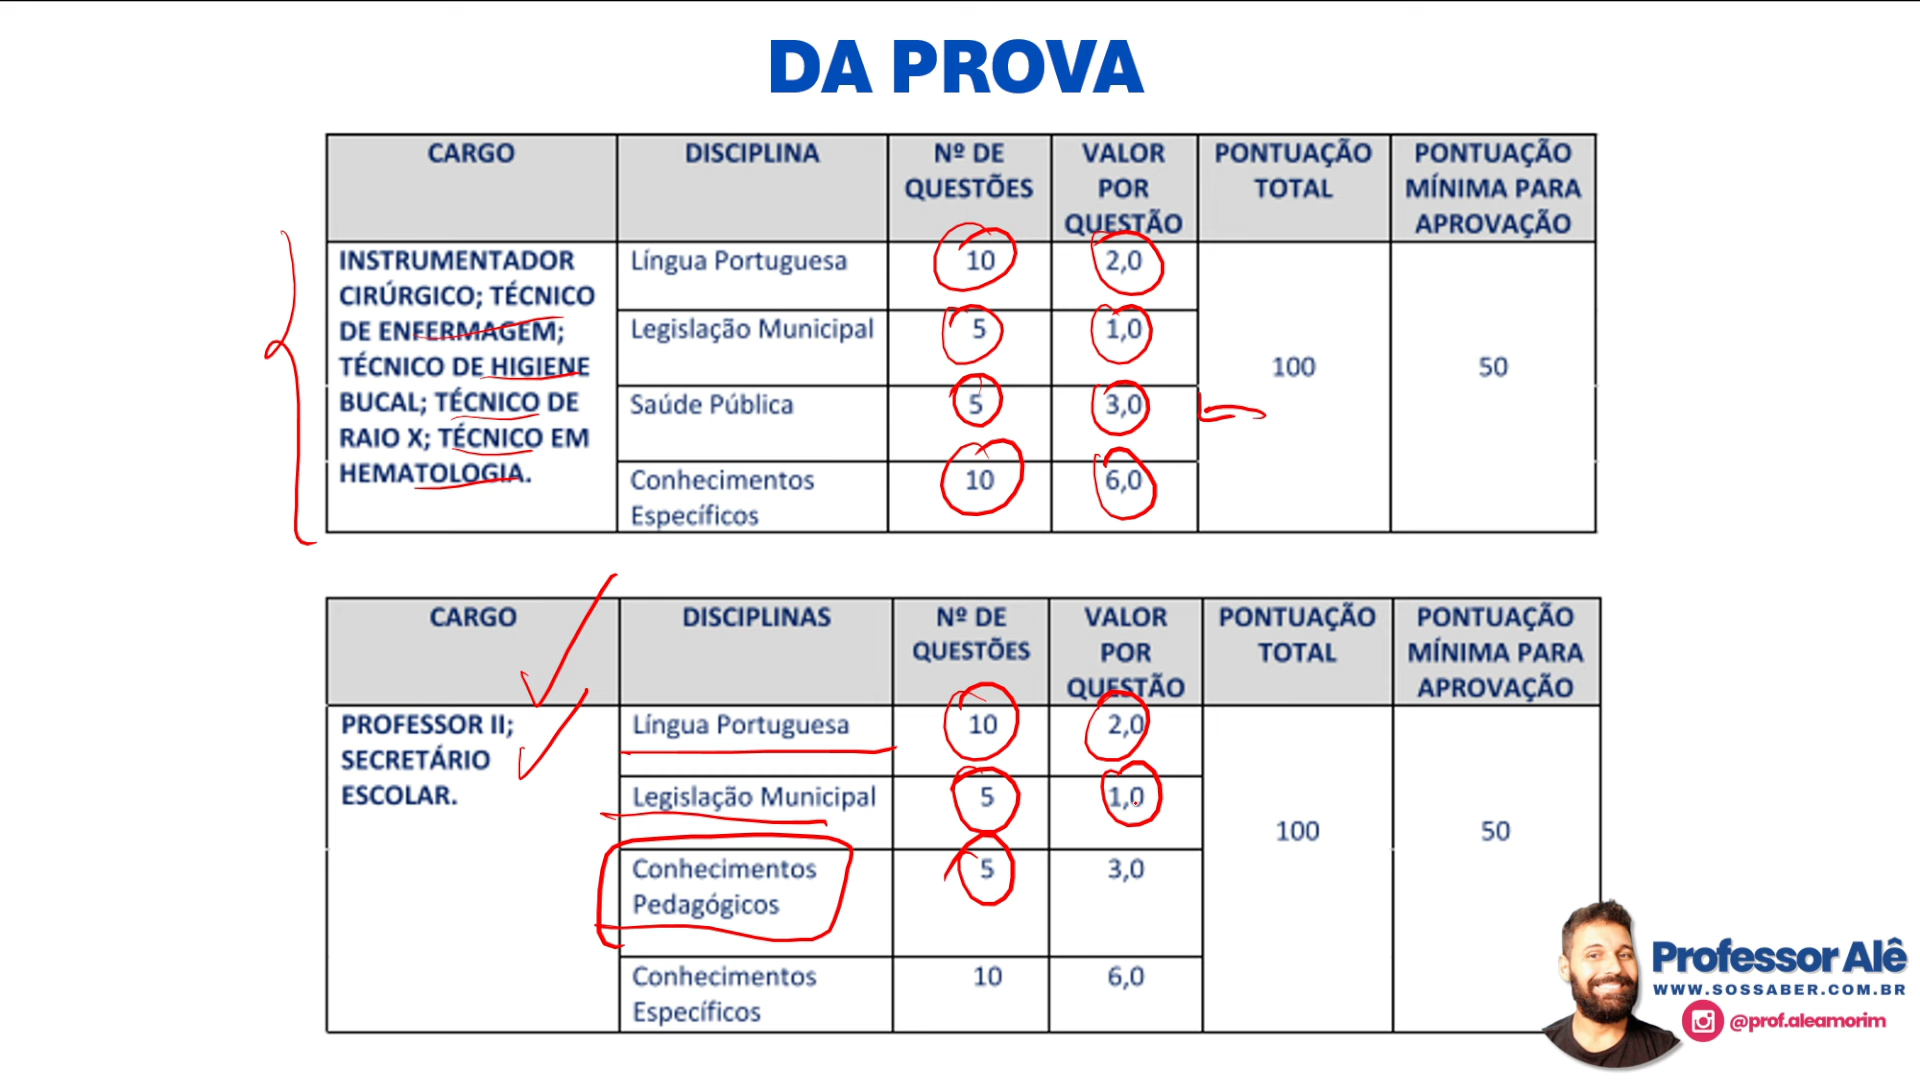 DA PROVA
CARGO
DISCIPLINA
Nº DE
QUESTÕES
VALOR
POR
QUESTÃO
PONTUAÇÃO
TOTAL
PONTUAÇÃO
MÍNIMA PARA
APROVAÇÃO
INSTRUMENTADOR
CIRÚRGICO; TÉCNICO
DE ENFERMAGEM;
TÉCNICO DE HIGIENE
BUCAL; TÉCNICO DE
RAIO X; TÉCNICO EM
HEMATOLOGIA.
Língua Portuguesa
10
2,0
Legislação Municipal
5
1,0
Saúde Pública
5
3,0
Conhecimentos
Específicos
10
6,0
100
50
CARGO
DISCIPLINAS
Nº DE
QUESTÕES
VALOR
POR
QUESTÃO
PONTUAÇÃO
TOTAL
PONTUAÇÃO
MÍNIMA PARA
APROVAÇÃO
PROFESSOR II;
SECRETÁRIO
ESCOLAR.
Língua Portuguesa
10
2,0
Legislação Municipal
5
1,0
Conhecimentos
Pedagógicos
5
3,0
Conhecimentos
Específicos
10
6,0
100
50
Professor Alê
WWW.SOSSABER.COM.BR
@prof.aleamorim